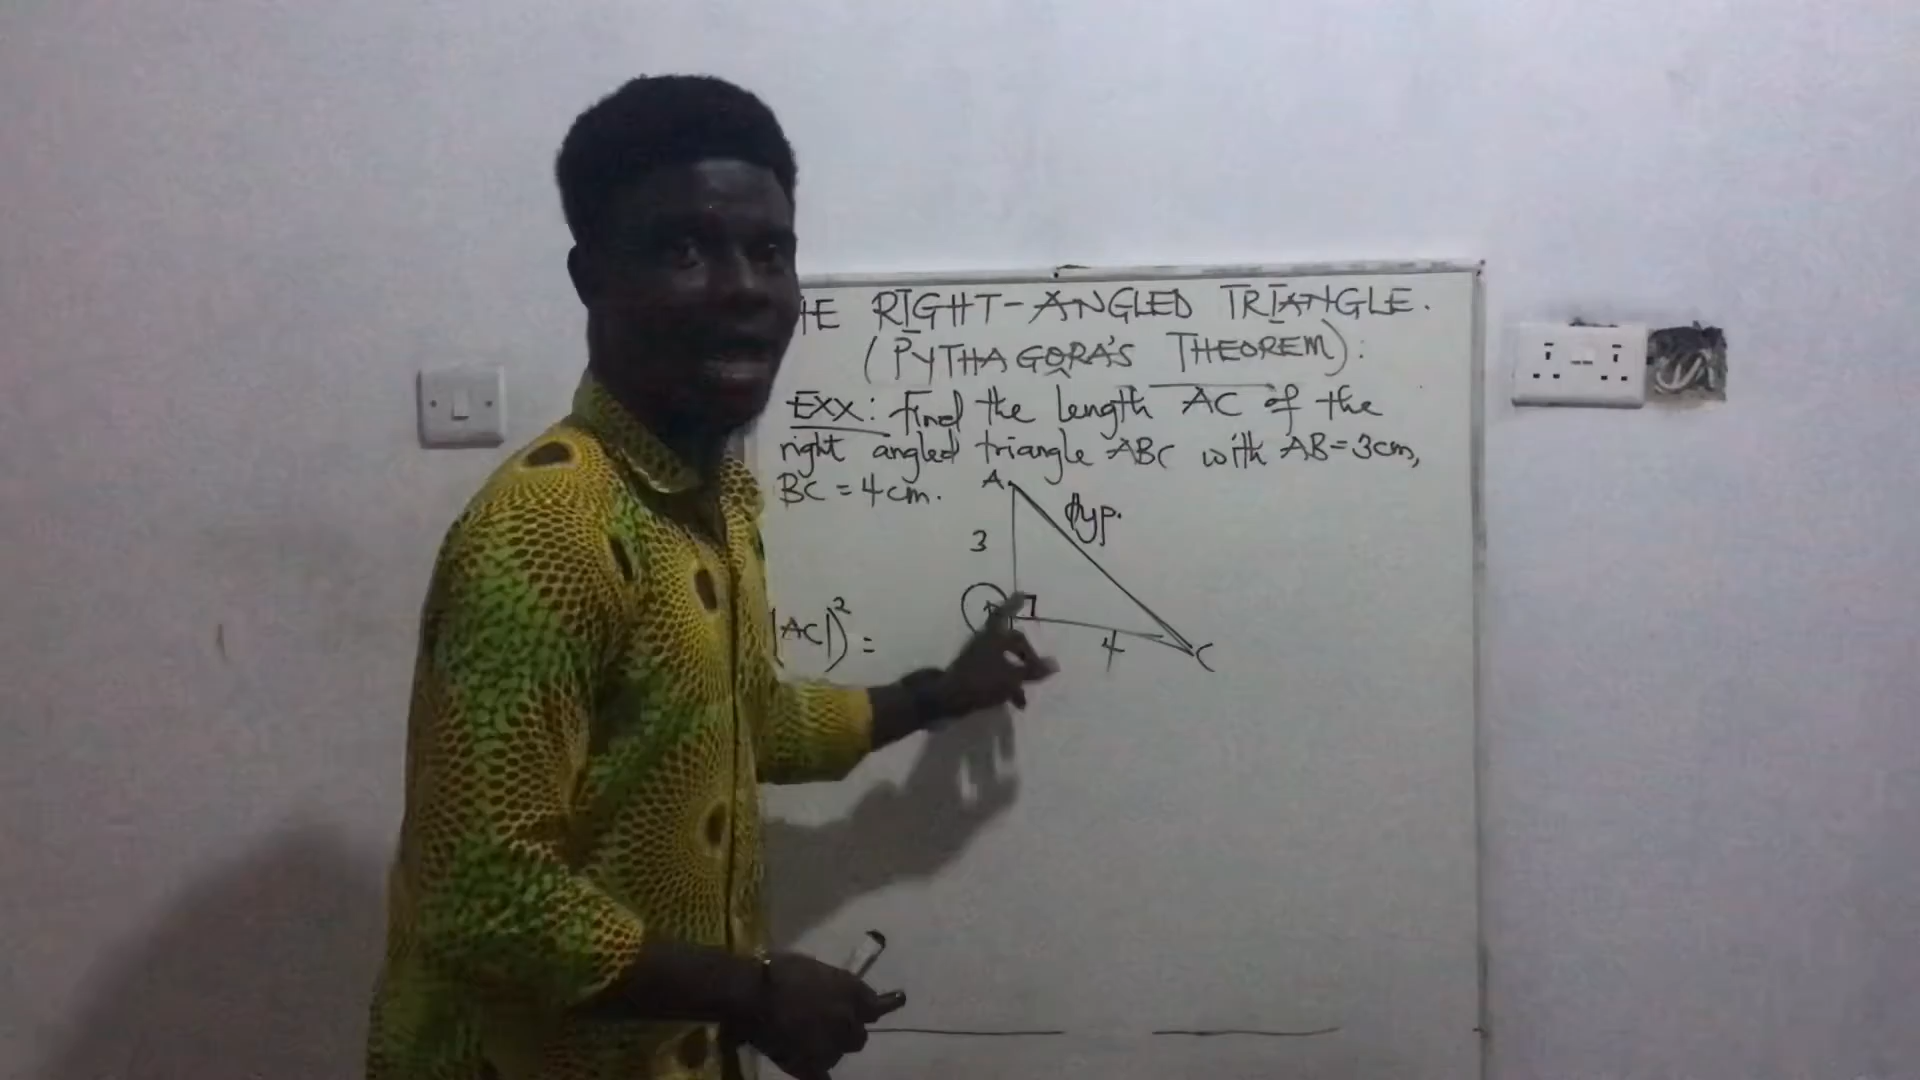 HE RIGHT-ANGLED TRIANGLE.
(PYTHAGORA'S THEOREM):
EXX: find the length AC of the
right angled triangle ABC with AB=3cm,
BC = 4cm.
A
Hyp.
3
|AC|)² =
4
C